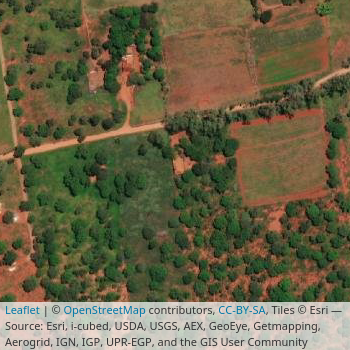 Leaflet | © OpenStreetMap contributors, CC-BY-SA, Tiles © Esri —
Source: Esri, i-cubed, USDA, USGS, AEX, GeoEye, Getmapping,
Aerogrid, IGN, IGP, UPR-EGP, and the GIS User Community